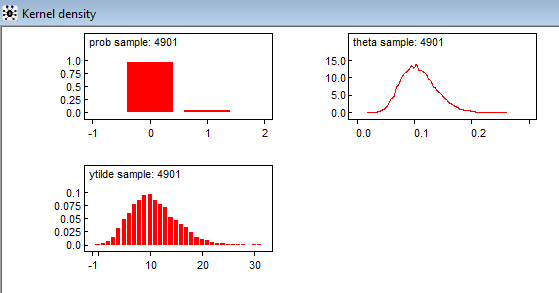 Kernel density
prob sample: 4901
1.0
0.75
0.5
0.25
0.0
-1 0 1 2
theta sample: 4901
15.0
10.0
5.0
0.0
0.0 0.1 0.2
ytilde sample: 4901
0.1
0.075
0.05
0.025
0.0
-1 10 20 30